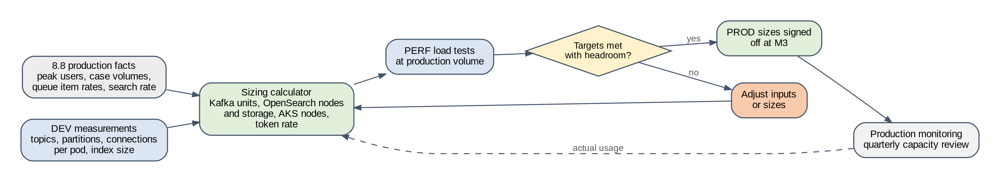 8.8 production facts
peak users, case volumes,
queue item rates, search rate
DEV measurements
topics, partitions, connections
per pod, index size
Sizing calculator
Kafka units, OpenSearch nodes
and storage, AKS nodes,
token rate
PERF load tests
at production volume
Targets met
with headroom?
yes
no
PROD sizes signed
off at M3
Adjust inputs
or sizes
actual usage
Production monitoring
quarterly capacity review